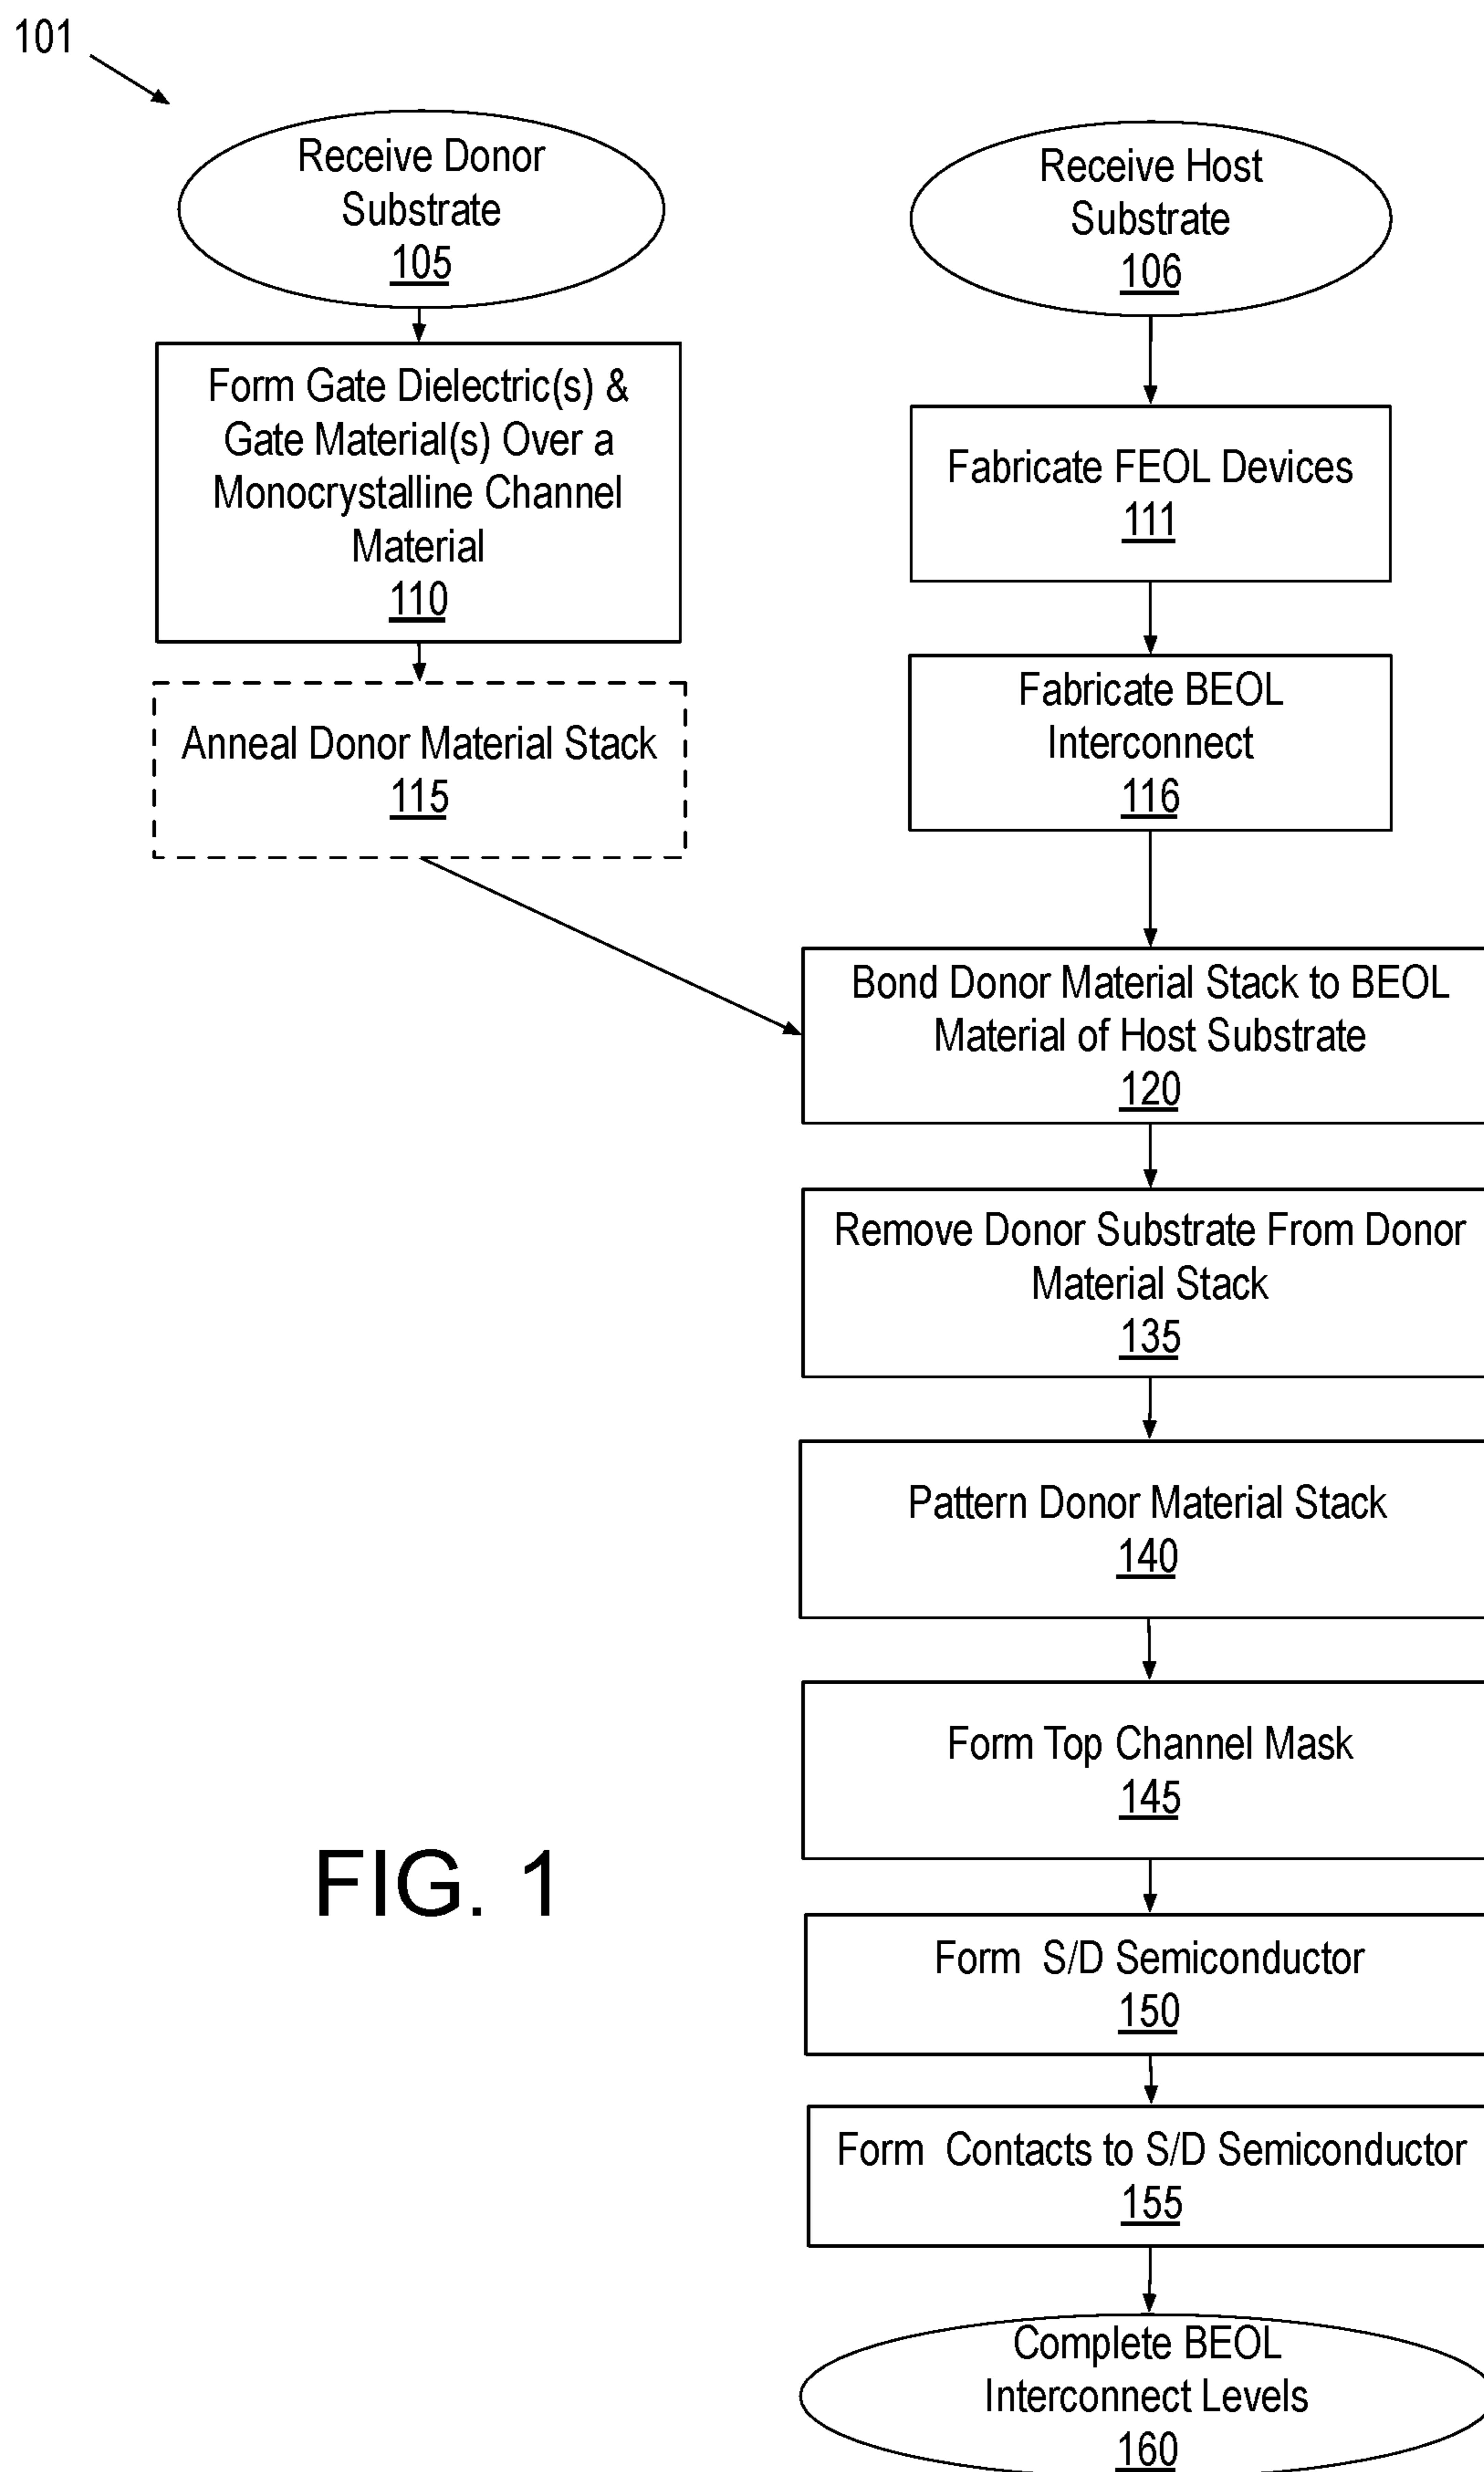 101
Receive Donor
Substrate
105
Form Gate Dielectric(s) &
Gate Material(s) Over a
Monocrystalline Channel
Material
110
Anneal Donor Material Stack
115
Receive Host
Substrate
106
Fabricate FEOL Devices
111
Fabricate BEOL
Interconnect
116
Bond Donor Material Stack to BEOL
Material of Host Substrate
120
Remove Donor Substrate From Donor
Material Stack
135
Pattern Donor Material Stack
140
Form Top Channel Mask
145
Form S/D Semiconductor
150
Form Contacts to S/D Semiconductor
155
Complete BEOL
Interconnect Levels
160
FIG. 1